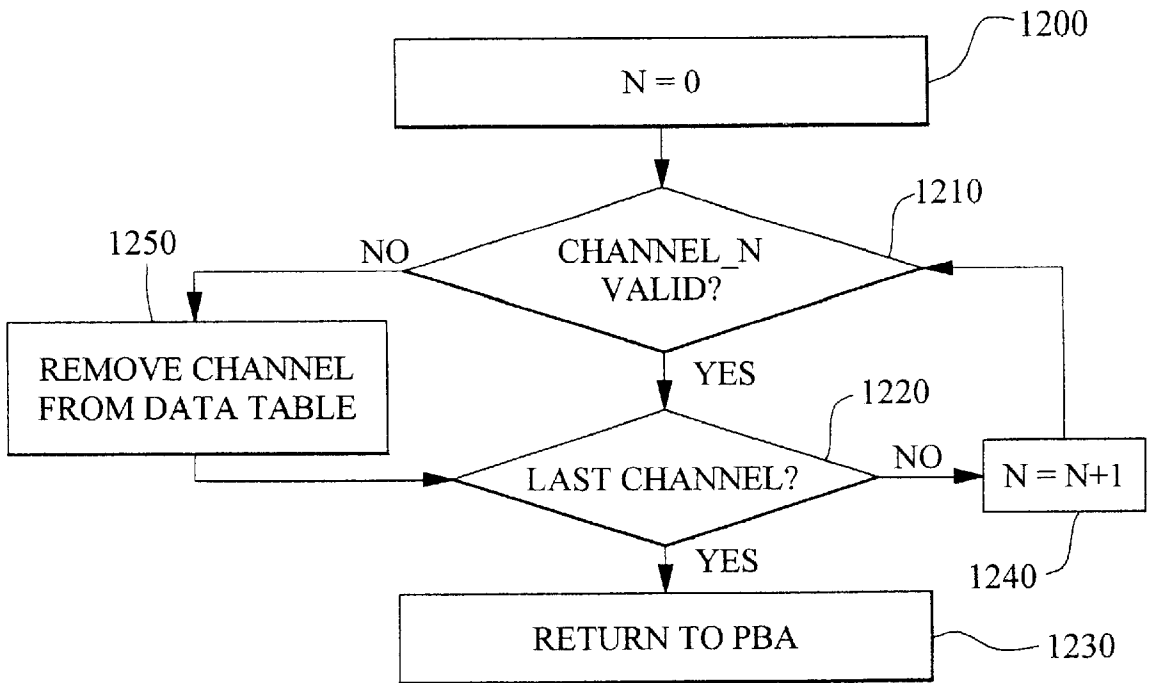 1200
N = 0
1210
1250
NO
CHANNEL_N
VALID?
REMOVE CHANNEL
FROM DATA TABLE
YES
1220
LAST CHANNEL?
NO
N = N+1
YES
1240
RETURN TO PBA
1230